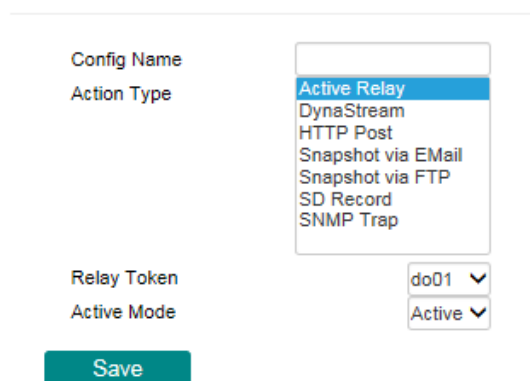 Config Name
Action Type
Active Relay
DynaStream
HTTP Post
Snapshot via EMail
Snapshot via FTP
SD Record
SNMP Trap
Relay Token do01
Active Mode Active
Save